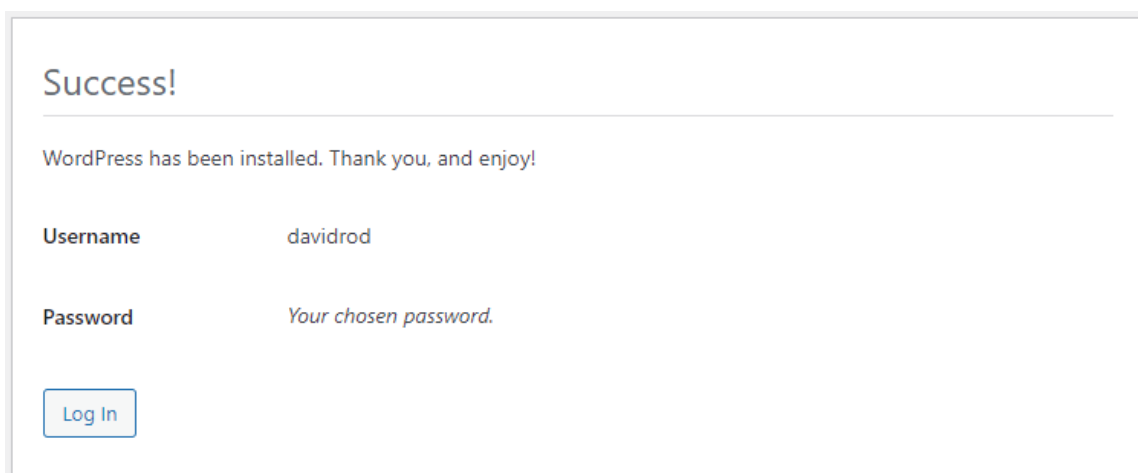 Success!
WordPress has been installed. Thank you, and enjoy!
Username davidrod
Password Your chosen password.
Log In